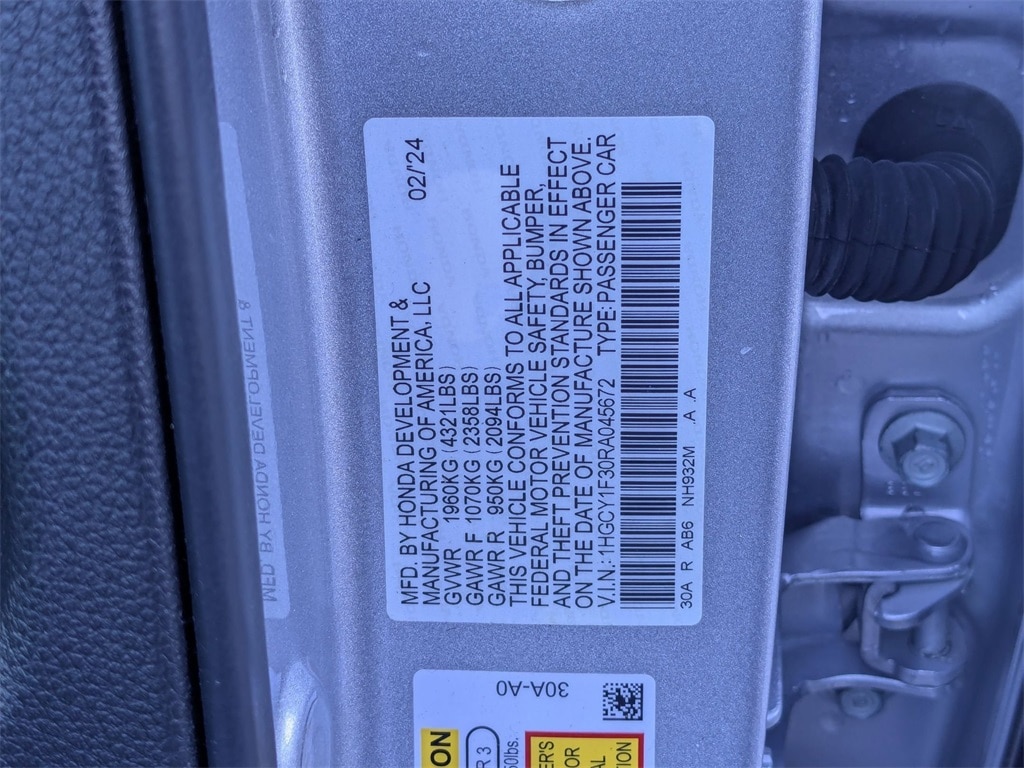 MFD. BY HONDA DEVELOPMENT &
MANUFACTURING OF AMERICA, LLC 02/'24
GVWR 1960KG (4321LBS)
GAWR F 1070KG (2358LBS)
GAWR R 950KG (2094LBS)
THIS VEHICLE CONFORMS TO ALL APPLICABLE
FEDERAL MOTOR VEHICLE SAFETY, BUMPER,
AND THEFT PREVENTION STANDARDS IN EFFECT
ON THE DATE OF MANUFACTURE SHOWN ABOVE.
V.I.N.: 1HGCY1F30RA045672 TYPE: PASSENGER CAR
30A R AB6 NH932M .A .A
30A-A0
R 3
MFD. BY HONDA DEVELOPMENT &